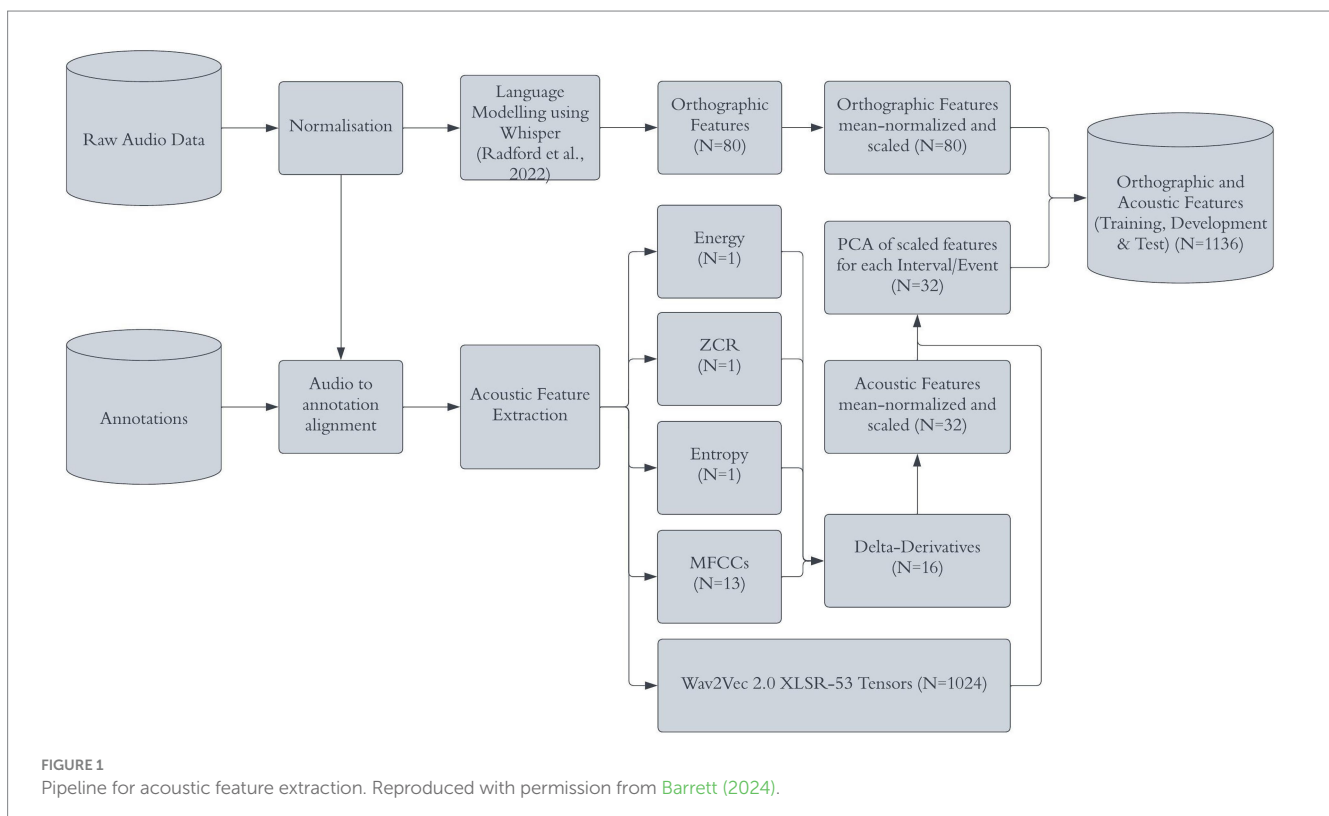 Raw Audio Data
Normalisation
Language
Modelling using
Whisper
(Radford et al.,
2022)
Orthographic
Features
(N=80)
Orthographic Features
mean-normalized and
scaled (N=80)
Orthographic and
Acoustic Features
(Training, Development
& Test) (N=1136)
Energy
(N=1)
PCA of scaled features
for each Interval/Event
(N=32)
ZCR
(N=1)
Annotations
Audio to
annotation
alignment
Acoustic Feature
Extraction
Acoustic Features
mean-normalized and
scaled (N=32)
Entropy
(N=1)
MFCCs
(N=13)
Delta-Derivatives
(N=16)
Wav2Vec 2.0 XLSR-53 Tensors (N=1024)
FIGURE 1
Pipeline for acoustic feature extraction. Reproduced with permission from Barrett (2024).